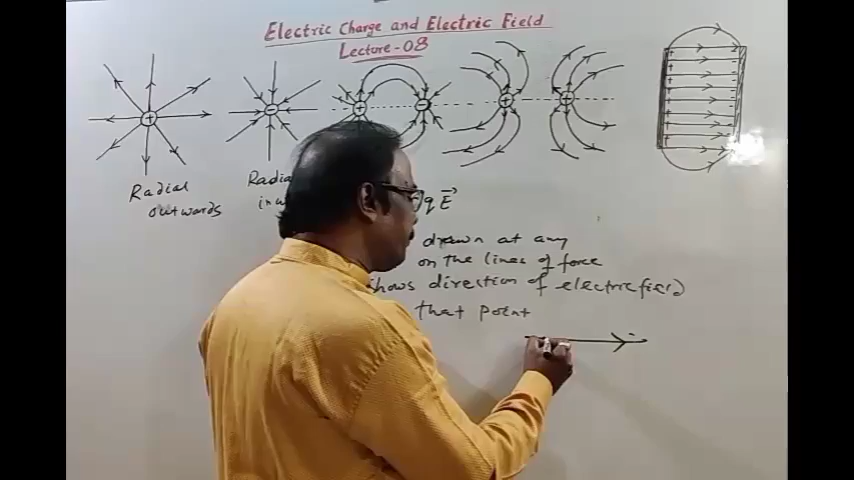 Electric Charge and Electric Field
Lecture-08
Radial
outwards
Radia
inw
q E
drawn at any
on the lines of force
shows direction of electric field
that point